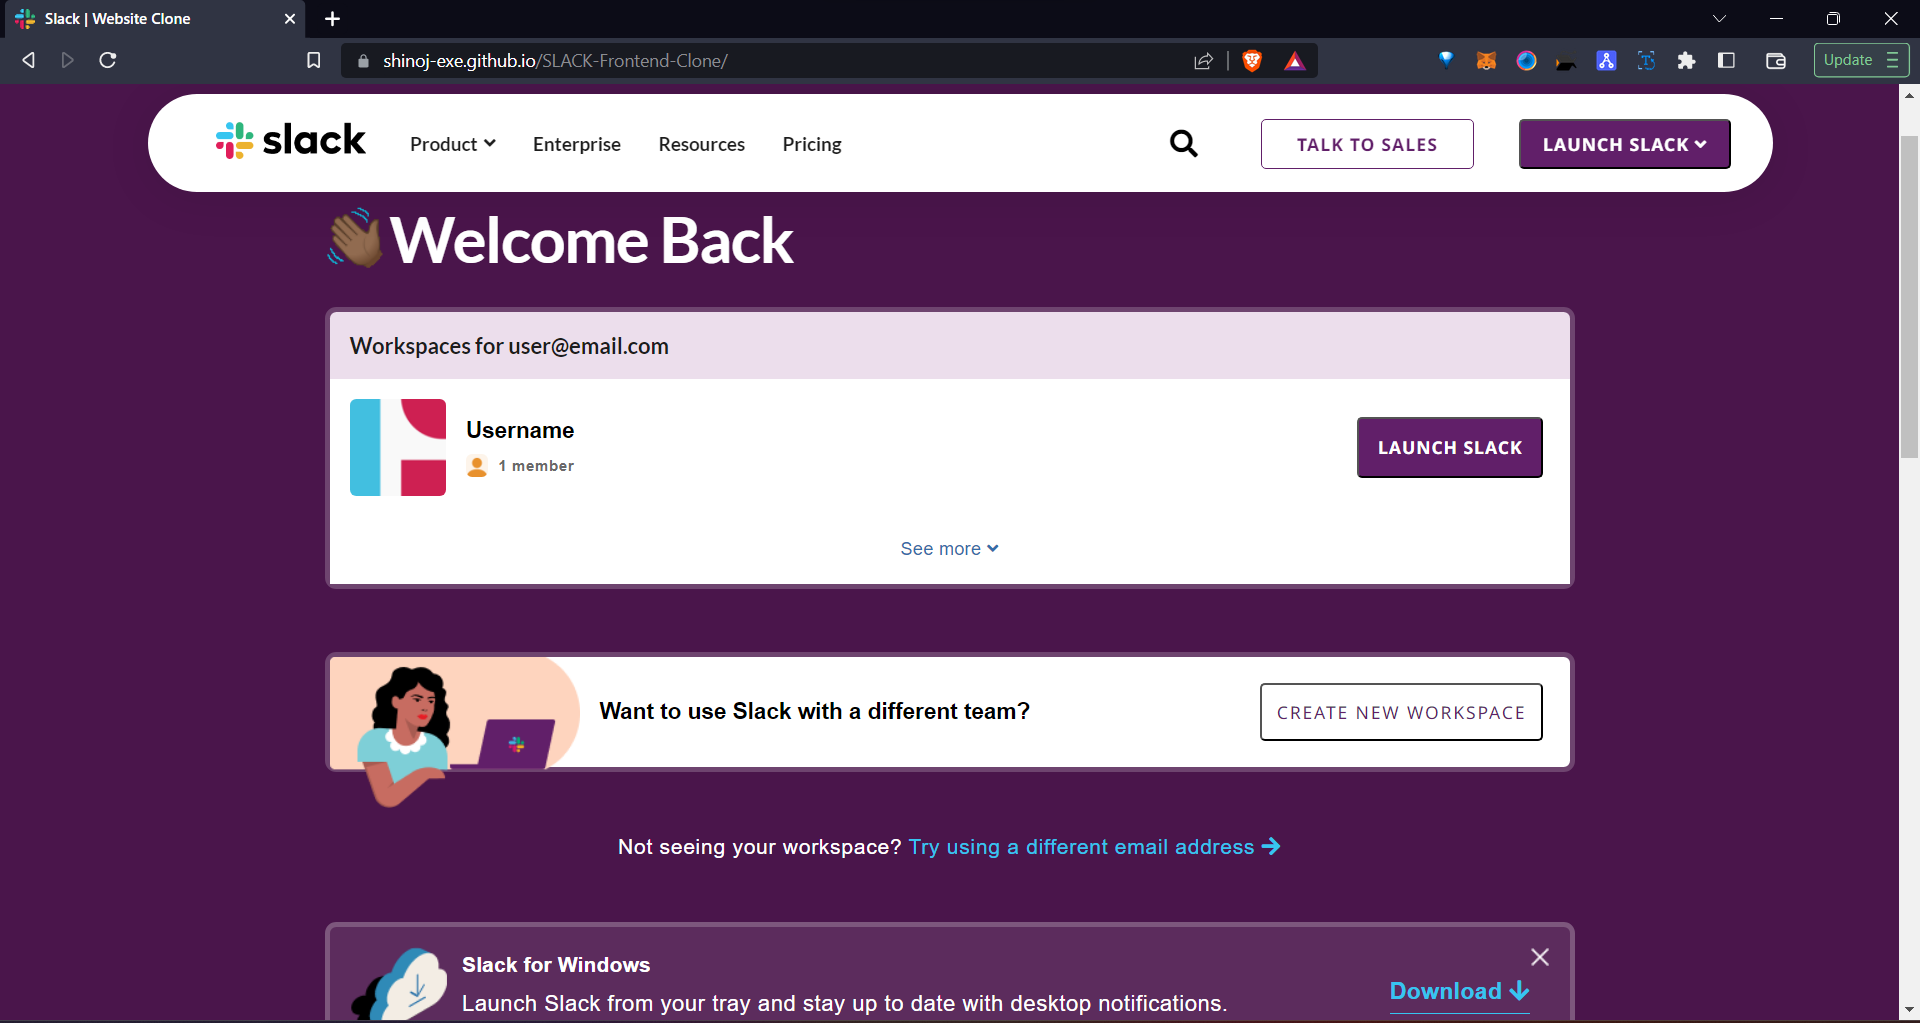 Slack | Website Clone
shinoj-exe.github.io/SLACK-Frontend-Clone/
Update
slack
Product
Enterprise
Resources
Pricing
TALK TO SALES
LAUNCH SLACK
Welcome Back
Workspaces for user@email.com
Username
1 member
LAUNCH SLACK
See more
Want to use Slack with a different team?
CREATE NEW WORKSPACE
Not seeing your workspace? Try using a different email address
Slack for Windows
Launch Slack from your tray and stay up to date with desktop notifications.
Download